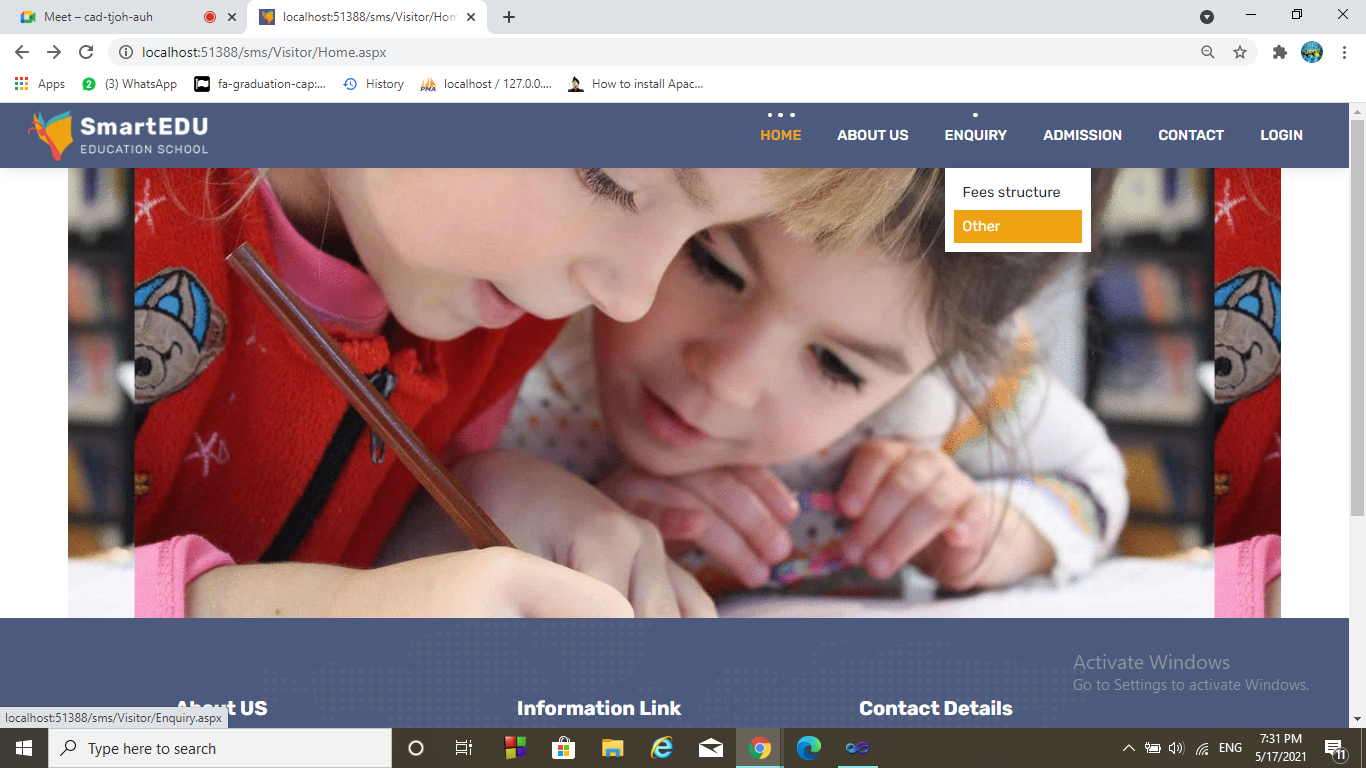 Meet – cad-tjoh-auh
localhost:51388/sms/Visitor/Hom
localhost:51388/sms/Visitor/Home.aspx
Apps
(3) WhatsApp
fa-graduation-cap:...
History
localhost / 127.0.0....
How to install Apac...
SmartEDU
EDUCATION SCHOOL
HOME
ABOUT US
ENQUIRY
ADMISSION
CONTACT
LOGIN
Fees structure
Other
Activate Windows
Go to Settings to activate Windows.
About US
Information Link
Contact Details
localhost:51388/sms/Visitor/Enquiry.aspx
Type here to search
ENG
7:31 PM
5/17/2021
11